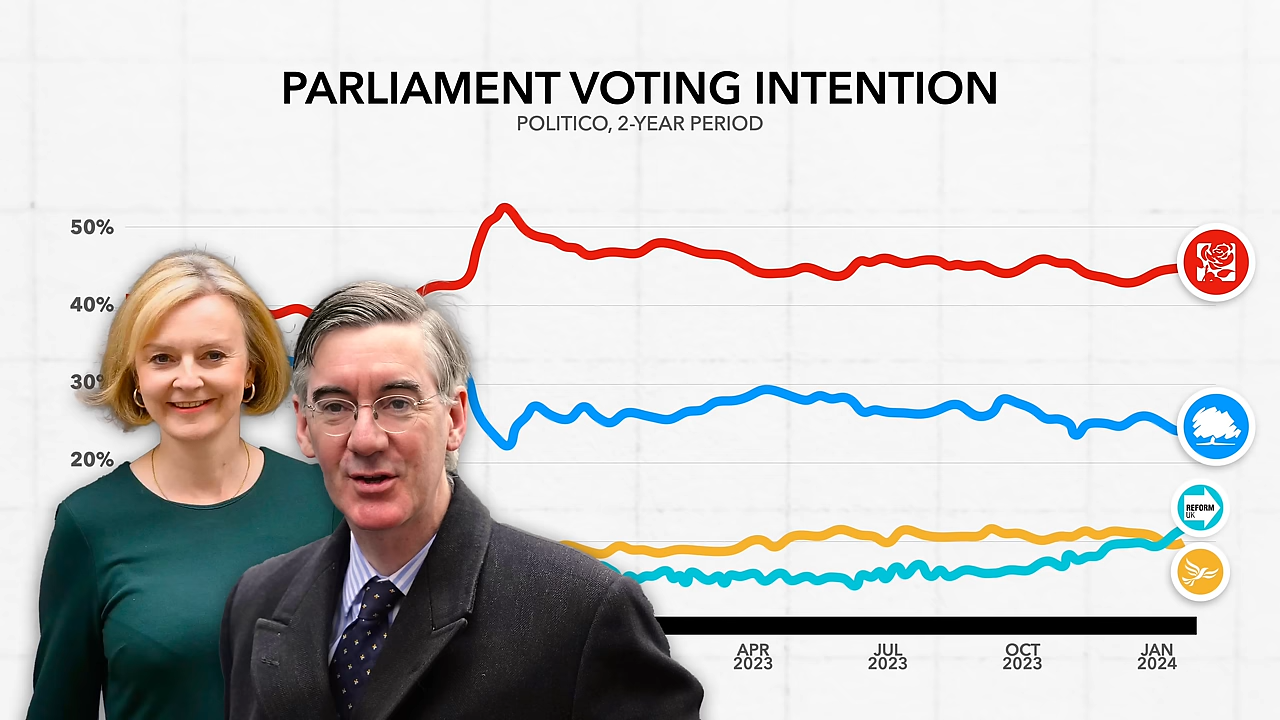 PARLIAMENT VOTING INTENTION
POLITICO, 2-YEAR PERIOD
50%
40%
30%
20%
REFORM
UK
APR
2023
JUL
2023
OCT
2023
JAN
2024